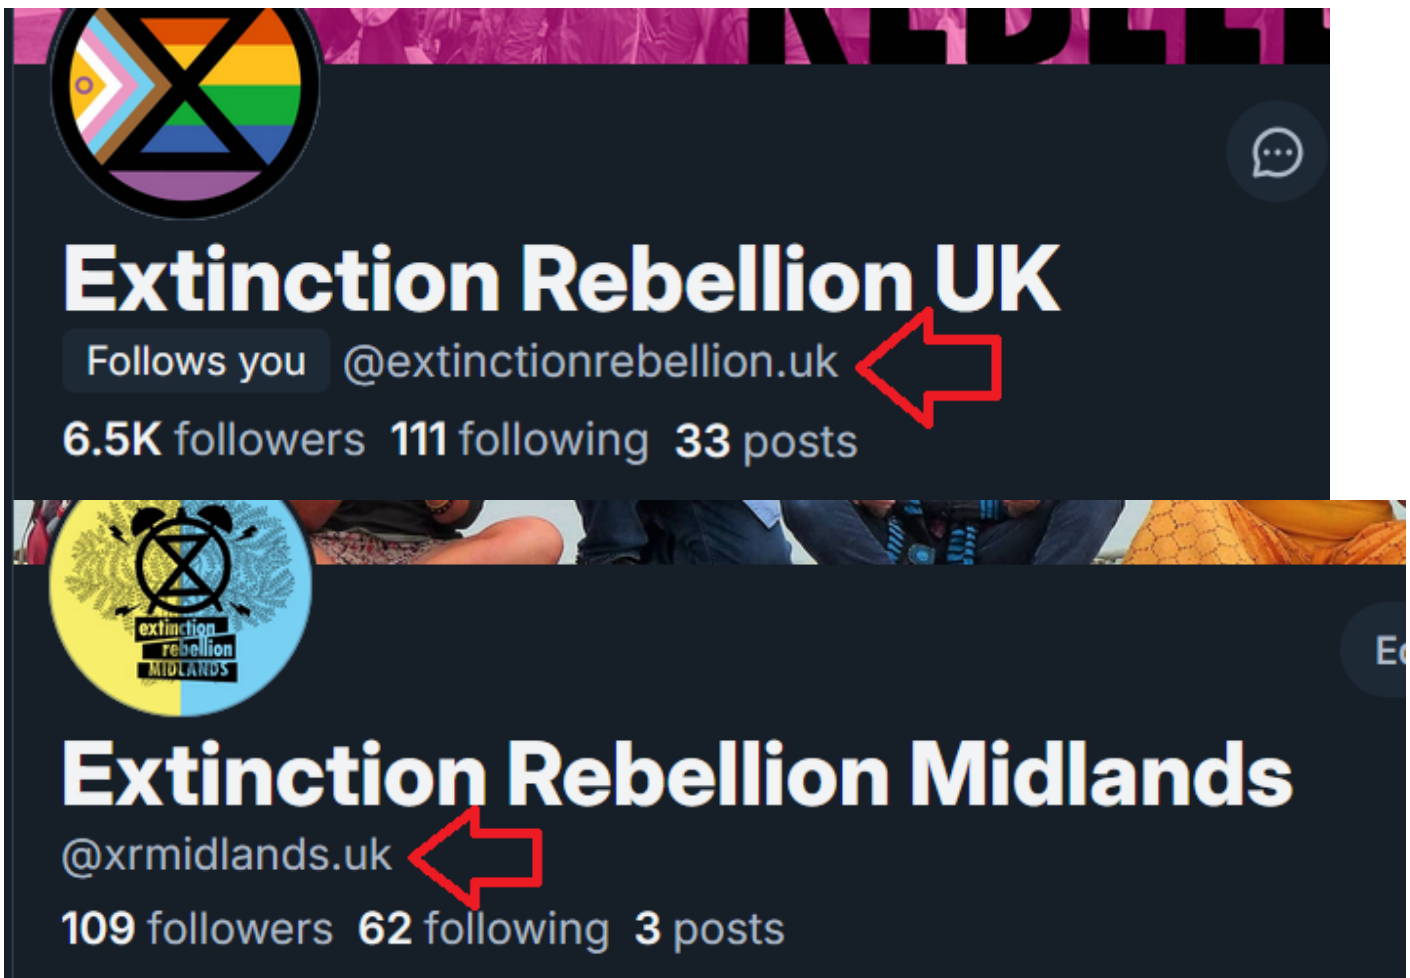 REBELL
Extinction Rebellion UK
Follows you @extinctionrebellion.uk
6.5K followers 111 following 33 posts
extinction
rebellion
MIDLANDS
Extinction Rebellion Midlands
@xrmidlands.uk
109 followers 62 following 3 posts